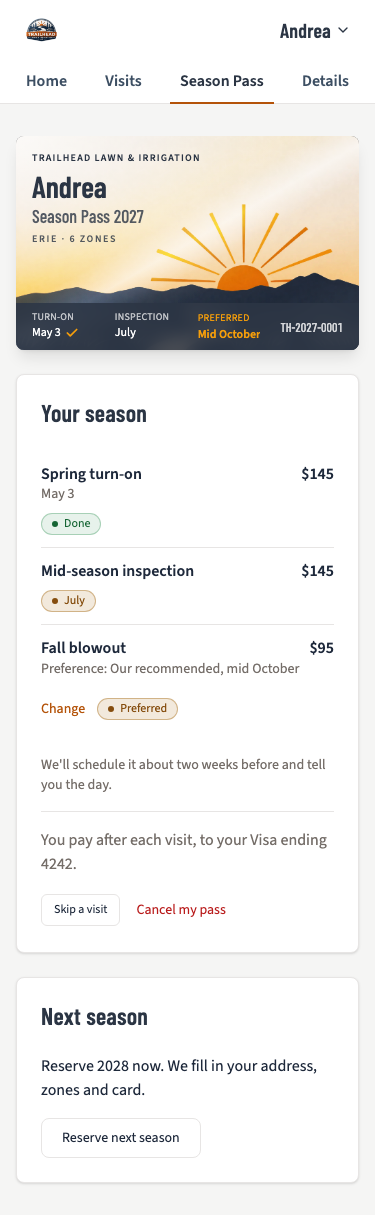 TRAILHEAD
Andrea
Home Visits Season Pass Details
TRAILHEAD LAWN & IRRIGATION
Andrea
Season Pass 2027
ERIE · 6 ZONES
TURN-ON INSPECTION PREFERRED
May 3 July Mid October TH-2027-0001
Your season
Spring turn-on $145
May 3
Done
Mid-season inspection $145
July
Fall blowout $95
Preference: Our recommended, mid October
Change Preferred
We'll schedule it about two weeks before and tell
you the day.
You pay after each visit, to your Visa ending
4242.
Skip a visit Cancel my pass
Next season
Reserve 2028 now. We fill in your address,
zones and card.
Reserve next season